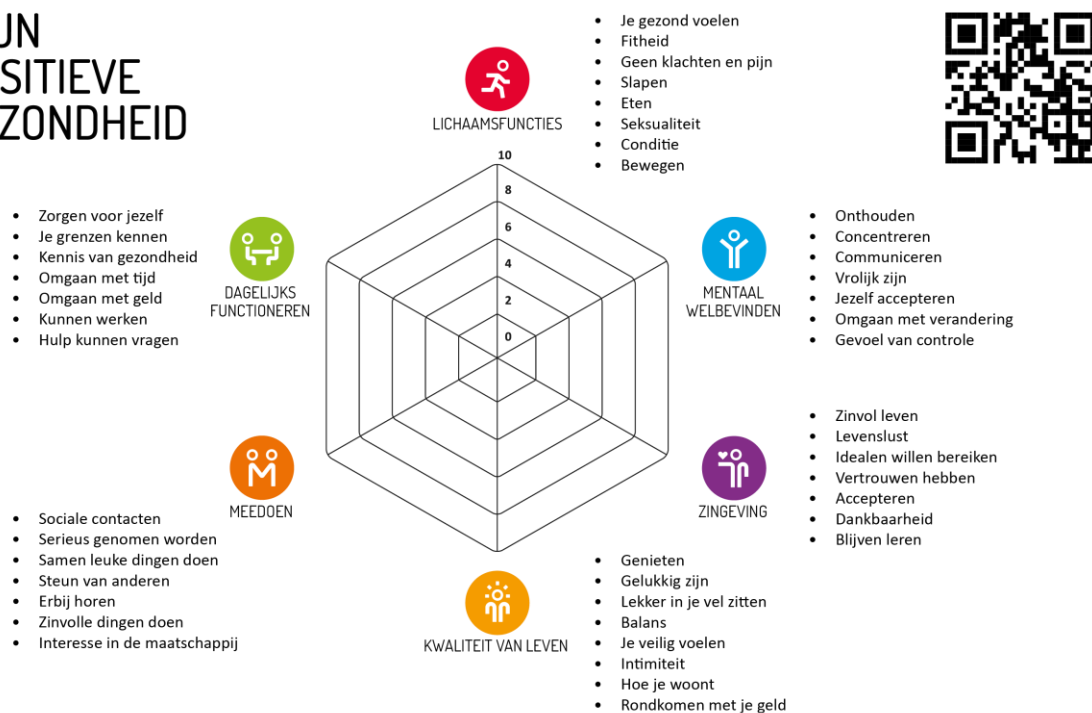 UN
SITIEVE
ZONDHEID
LICHAAMSFUNCTIES
• Je gezond voelen
• Fitheid
• Geen klachten en pijn
• Slapen
• Eten
• Seksualiteit
• Conditie
• Bewegen
10
8
6
4
2
0
• Zorgen voor jezelf
• Je grenzen kennen
• Kennis van gezondheid
• Omgaan met tijd
• Omgaan met geld
• Kunnen werken
• Hulp kunnen vragen
DAGELIJKS
FUNCTIONEREN
MENTAAL
WELBEVINDEN
• Onthouden
• Concentreren
• Communiceren
• Vrolijk zijn
• Jezelf accepteren
• Omgaan met verandering
• Gevoel van controle
MEEDOEN
• Sociale contacten
• Serieus genomen worden
• Samen leuke dingen doen
• Steun van anderen
• Erbij horen
• Zinvolle dingen doen
• Interesse in de maatschappij
ZINGEVING
• Zinvol leven
• Levenslust
• Idealen willen bereiken
• Vertrouwen hebben
• Accepteren
• Dankbaarheid
• Blijven leren
KWALITEIT VAN LEVEN
• Genieten
• Gelukkig zijn
• Lekker in je vel zitten
• Balans
• Je veilig voelen
• Intimiteit
• Hoe je woont
• Rondkomen met je geld